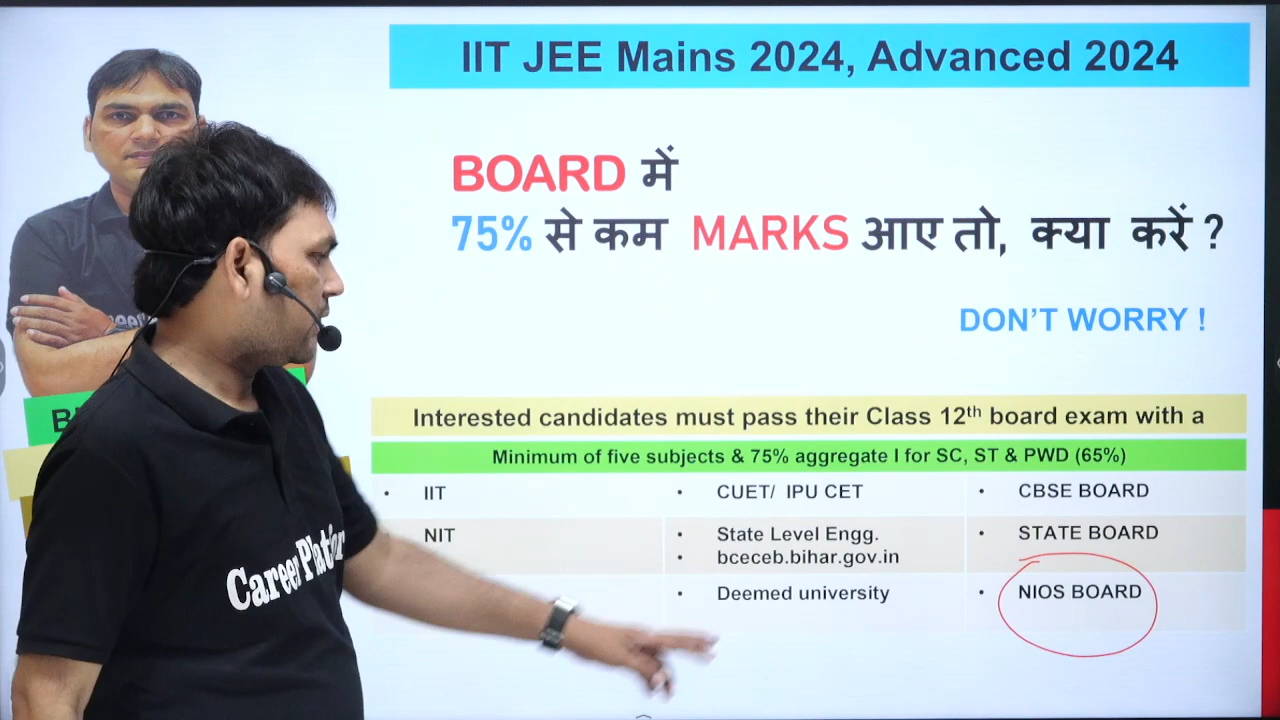 IIT JEE Mains 2024, Advanced 2024
BOARD में
75% से कम MARKS आए तो, क्या करें ?
DON'T WORRY !
Interested candidates must pass their Class 12th board exam with a
Minimum of five subjects & 75% aggregate I for SC, ST & PWD (65%)
• IIT • CUET/ IPU CET • CBSE BOARD
NIT • State Level Engg. • STATE BOARD
• bceceb.bihar.gov.in
• Deemed university • NIOS BOARD
Career